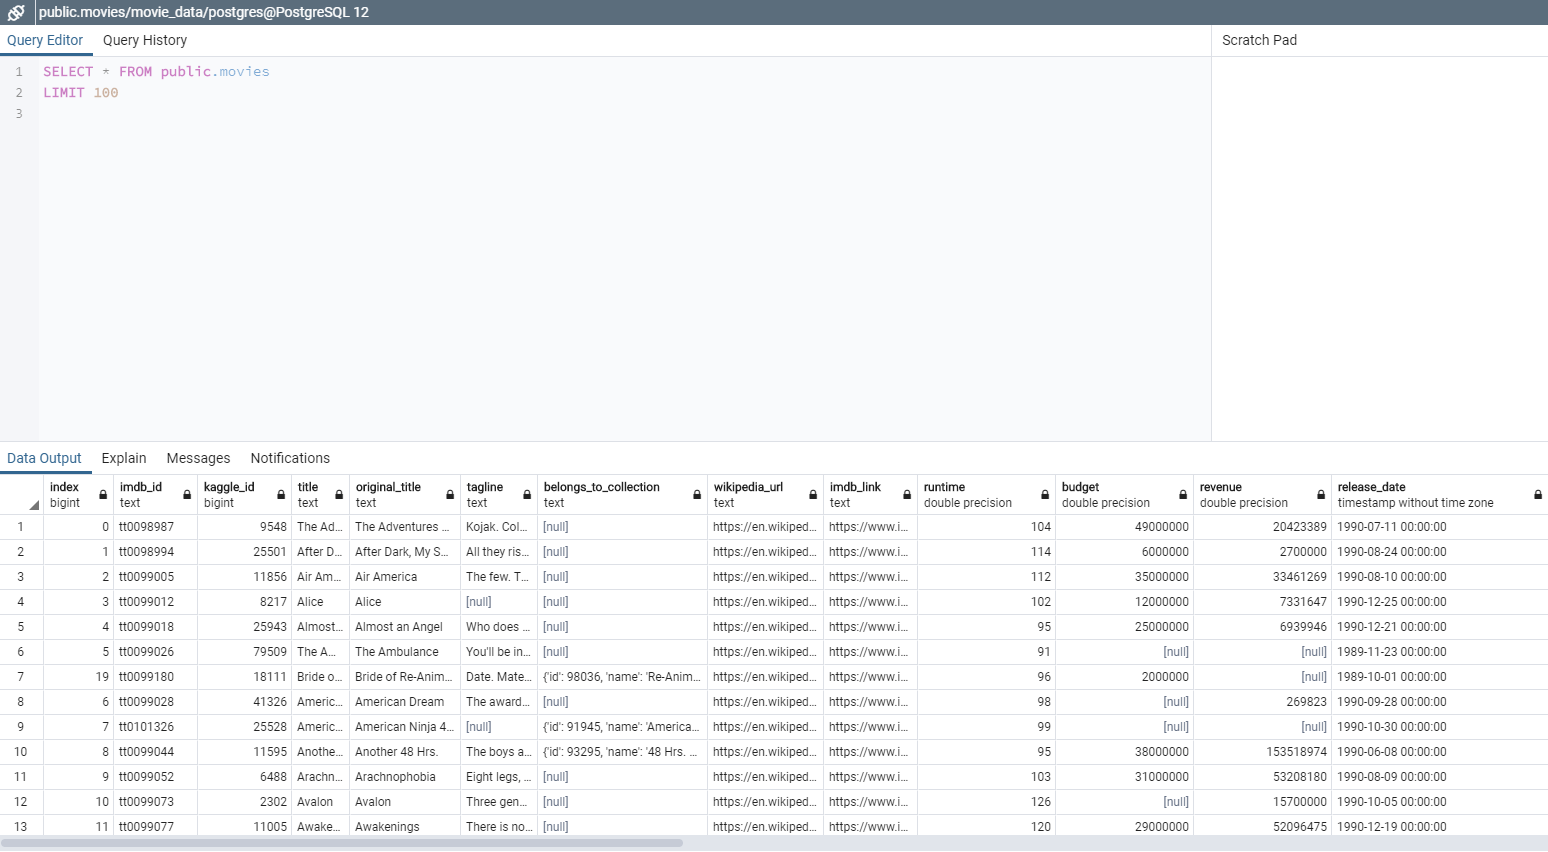 public.movies/movie_data/postgres@PostgreSQL 12
Query Editor Query History Scratch Pad
1 SELECT * FROM public.movies
2 LIMIT 100
3
Data Output Explain Messages Notifications
index imdb_id kaggle_id title original_title tagline belongs_to_collection wikipedia_url imdb_link runtime budget revenue release_date
bigint text bigint text text text text text text double precision double precision double precision timestamp without time zone
1 0 tt0098987 9548 The Ad... The Adventures ... Kojak. Col... [null] https://en.wikiped... https://www.i... 104 49000000 20423389 1990-07-11 00:00:00
2 1 tt0098994 25501 After D... After Dark, My S... All they ris... [null] https://en.wikiped... https://www.i... 114 6000000 2700000 1990-08-24 00:00:00
3 2 tt0099005 11856 Air Am... Air America The few. T... [null] https://en.wikiped... https://www.i... 112 35000000 33461269 1990-08-10 00:00:00
4 3 tt0099012 8217 Alice Alice [null] [null] https://en.wikiped... https://www.i... 102 12000000 7331647 1990-12-25 00:00:00
5 4 tt0099018 25943 Almost... Almost an Angel Who does ... [null] https://en.wikiped... https://www.i... 95 25000000 6939946 1990-12-21 00:00:00
6 5 tt0099026 79509 The A... The Ambulance You'll be in... [null] https://en.wikiped... https://www.i... 91 [null] [null] 1989-11-23 00:00:00
7 19 tt0099180 18111 Bride o... Bride of Re-Anim... Date. Mate... {'id': 98036, 'name': 'Re-Anim... https://en.wikiped... https://www.i... 96 2000000 [null] 1989-10-01 00:00:00
8 6 tt0099028 41326 Americ... American Dream The award... [null] https://en.wikiped... https://www.i... 98 [null] 269823 1990-09-28 00:00:00
9 7 tt0101326 25528 Americ... American Ninja 4... [null] {'id': 91945, 'name': 'America... https://en.wikiped... https://www.i... 99 [null] [null] 1990-10-30 00:00:00
10 8 tt0099044 11595 Anothe... Another 48 Hrs. The boys a... {'id': 93295, 'name': '48 Hrs. ... https://en.wikiped... https://www.i... 95 38000000 153518974 1990-06-08 00:00:00
11 9 tt0099052 6488 Arachn... Arachnophobia Eight legs, ... [null] https://en.wikiped... https://www.i... 103 31000000 53208180 1990-08-09 00:00:00
12 10 tt0099073 2302 Avalon Avalon Three gen... [null] https://en.wikiped... https://www.i... 126 [null] 15700000 1990-10-05 00:00:00
13 11 tt0099077 11005 Awake... Awakenings There is no... [null] https://en.wikiped... https://www.i... 120 29000000 52096475 1990-12-19 00:00:00